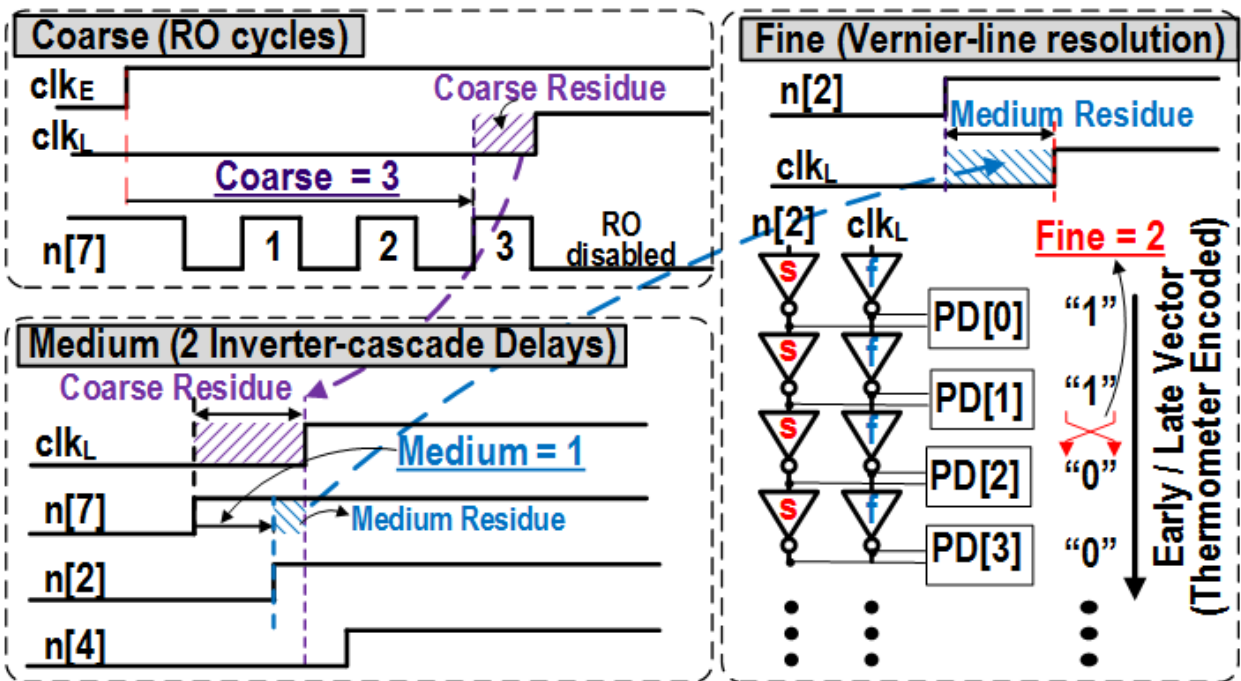 Coarse (RO cycles)
clkE
Coarse Residue
clkL
Coarse = 3
n[7]
1
2
3
RO
disabled
Medium (2 Inverter-cascade Delays)
Coarse Residue
clkL
Medium = 1
n[7]
Medium Residue
n[2]
n[4]
Fine (Vernier-line resolution)
n[2]
Medium Residue
clkL
n[2]
clkL
Fine = 2
s
f
PD[0]
"1"
s
f
PD[1]
"1"
s
f
PD[2]
"0"
s
f
PD[3]
"0"
Early / Late Vector
(Thermometer Encoded)